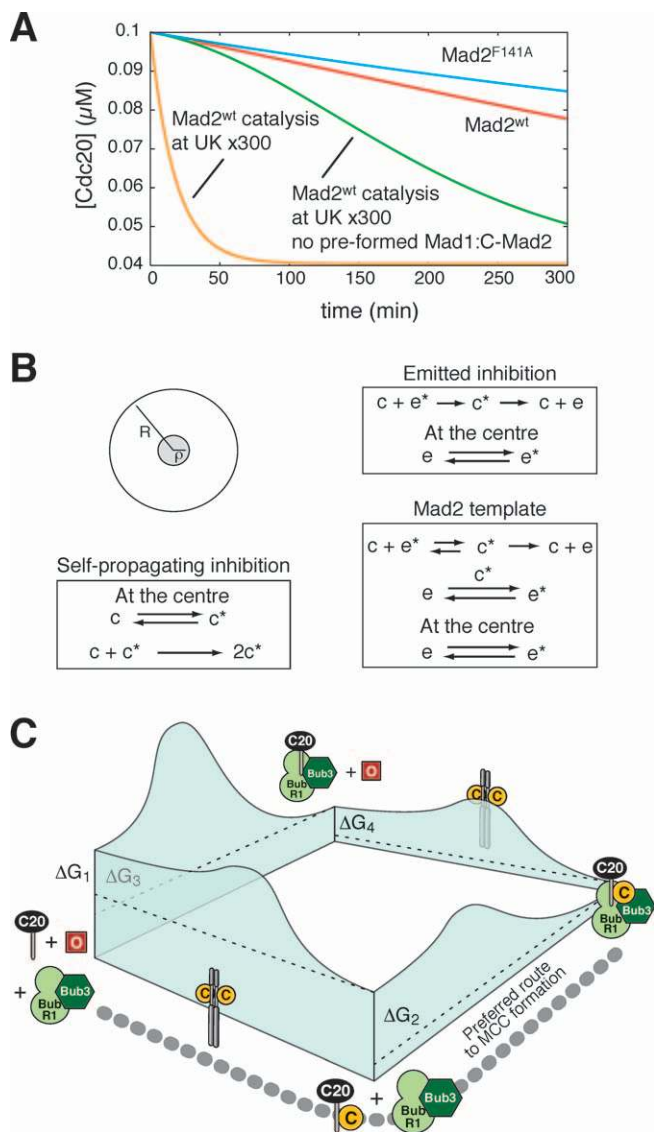 A
[Cdc20] (µM)
0.1
0.09
0.08
0.07
0.06
0.05
0.04
Mad2F141A
Mad2wt
Mad2wt catalysis
at UK x300
Mad2wt catalysis
at UK x300
no pre-formed Mad1:C-Mad2
0
50
100
150
200
250
300
time (min)
B
R
ρ
Emitted inhibition
c + e* → c* → c + e
At the centre
e ⇌ e*
Mad2 template
c + e* ⇌ c* → c + e
c*
e ⇌ e*
At the centre
e ⇌ e*
Self-propagating inhibition
At the centre
c ⇌ c*
c + c* → 2c*
C
C20
Bub
R1
Bub3
+ O
C C
ΔG4
ΔG1
ΔG3
C20
+ O
+
Bub
R1
Bub3
C C
ΔG2
C20
C
Bub
R1
Bub3
Preferred route
to MCC formation
C20
C
+
Bub
R1
Bub3